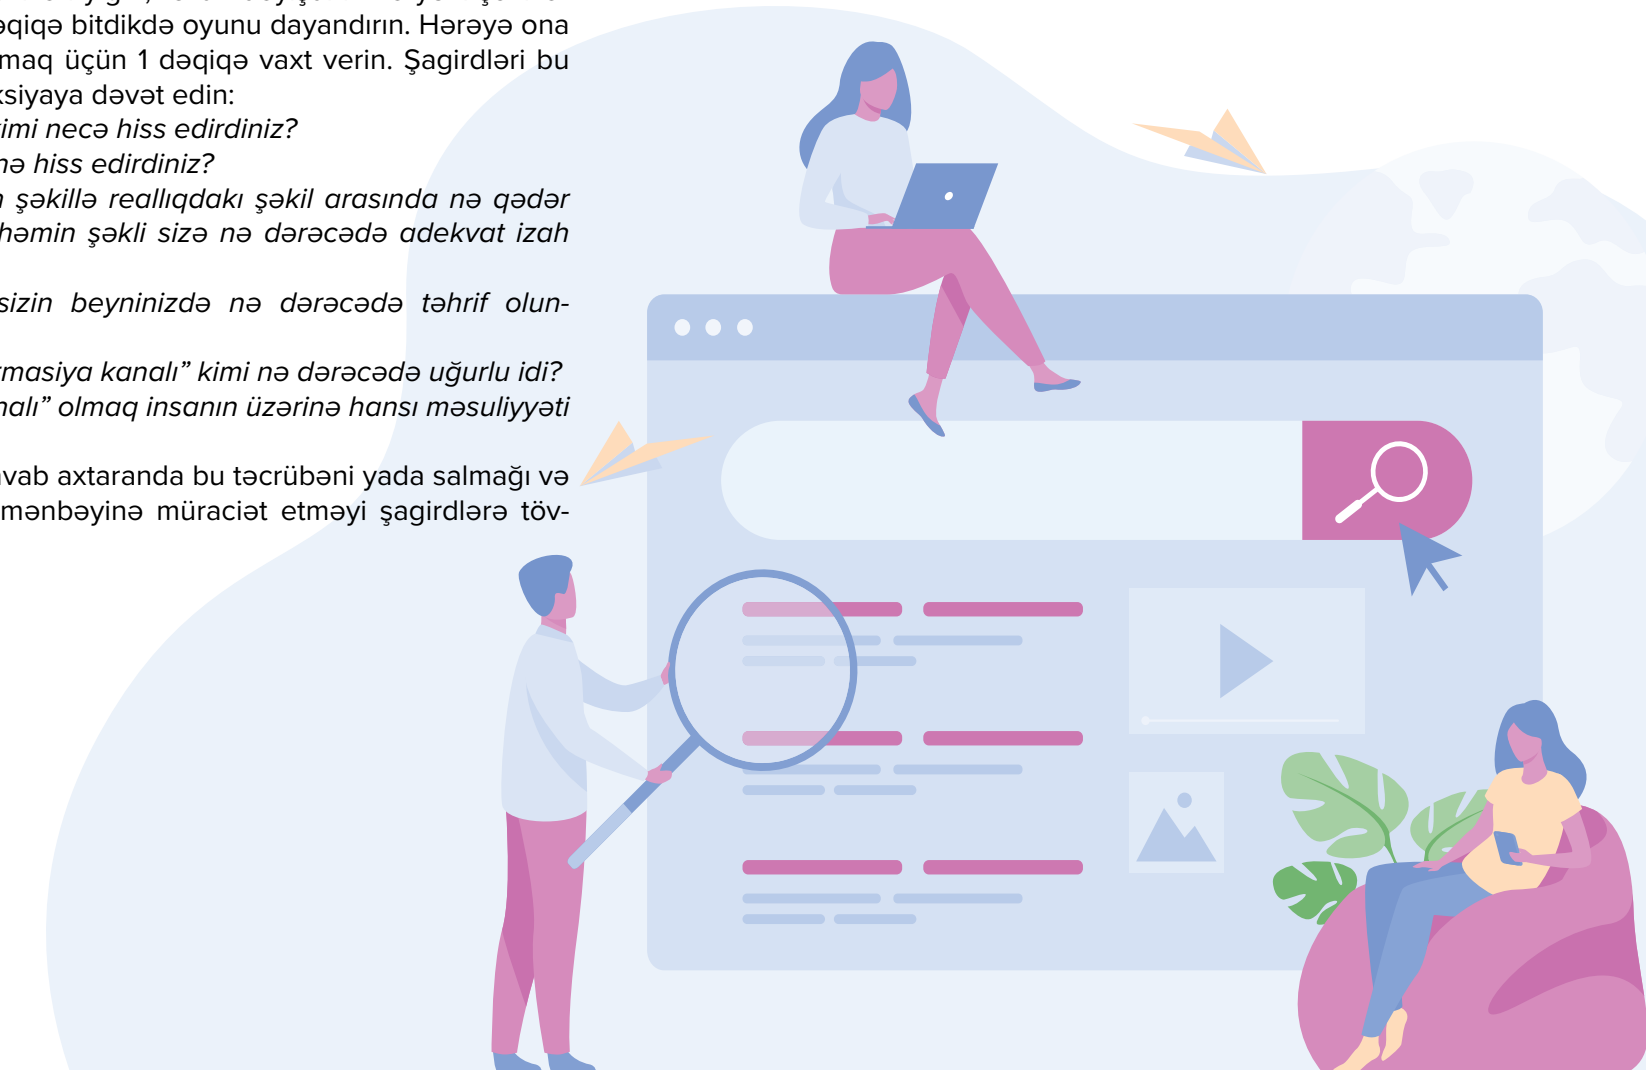 əqiqə bitdikdə oyunu dayandırın. Hərəyə ona
maq üçün 1 dəqiqə vaxt verin. Şagirdləri bu
ksiyaya dəvət edin:
kimi necə hiss edirdiniz?
nə hiss edirdiniz?
n şəkillə reallıqdakı şəkil arasında nə qədər
həmin şəkli sizə nə dərəcədə adekvat izah
sizin beyninizdə nə dərəcədə təhrif olun-
rmasiya kanalı” kimi nə dərəcədə uğurlu idi?
nalı” olmaq insanın üzərinə hansı məsuliyyəti
avab axtaranda bu təcrübəni yada salmağı və
mənbəyinə müraciət etməyi şagirdlərə töv-